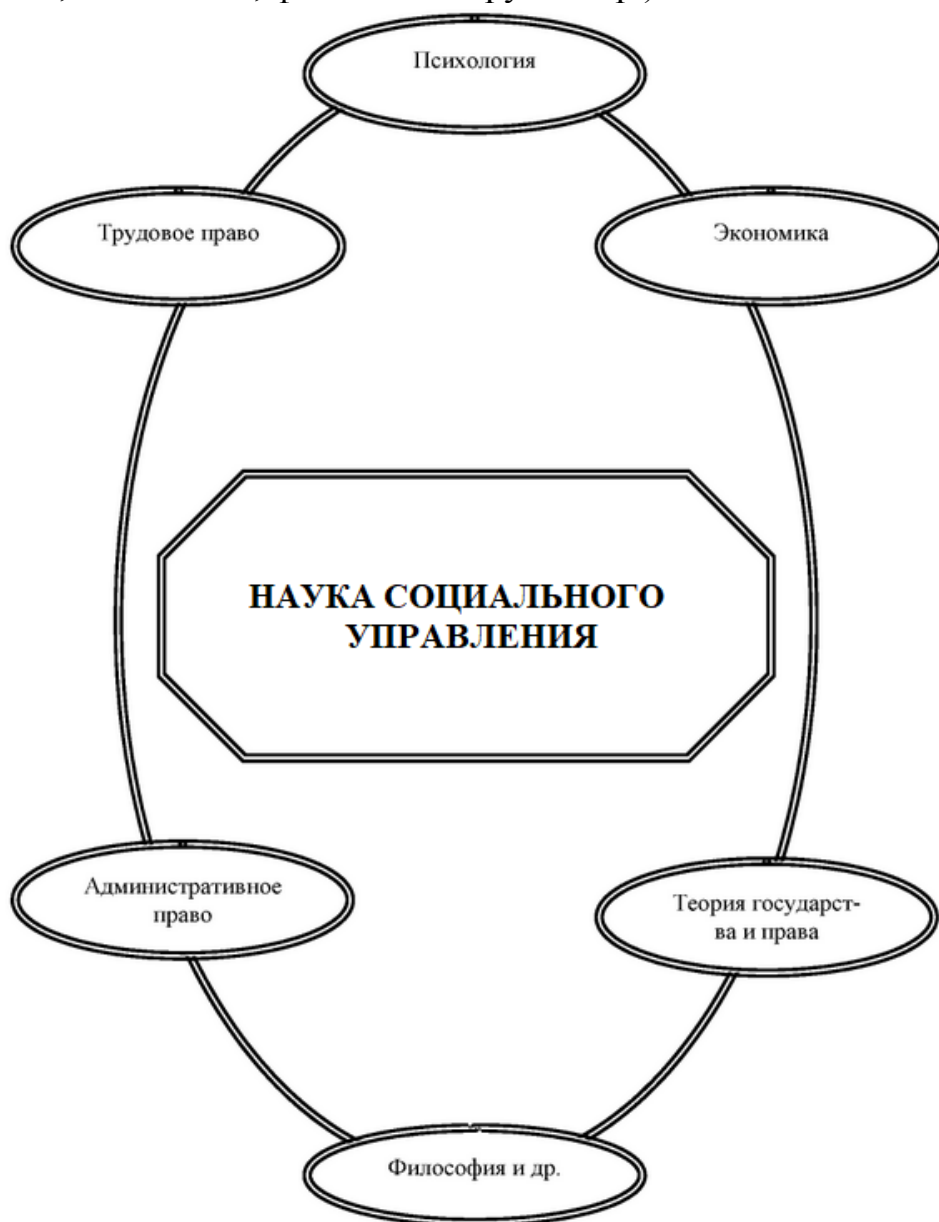 Психология
Трудовое право
Экономика
НАУКА СОЦИАЛЬНОГО
УПРАВЛЕНИЯ
Административное
право
Теория государст-
ва и права
Философия и др.